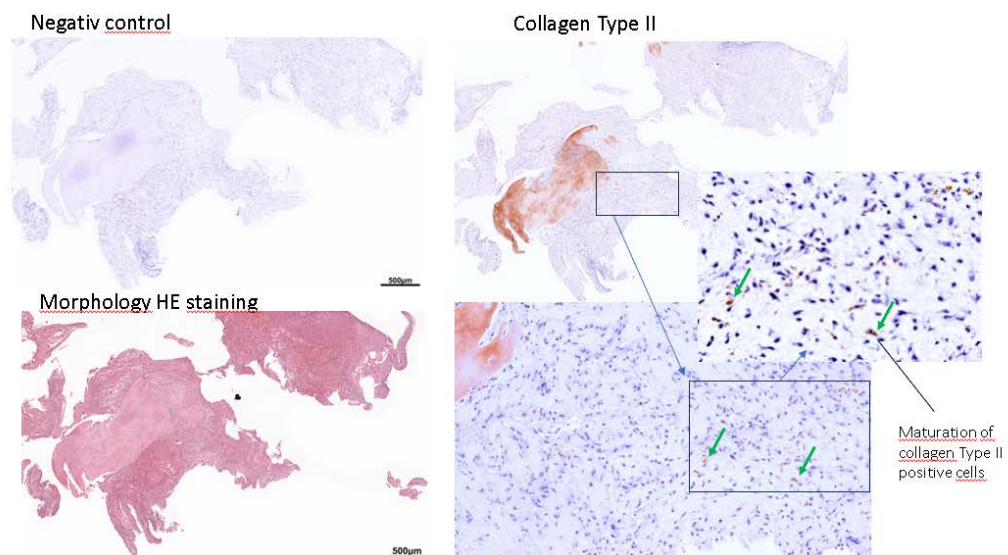 Negativ control
Collagen Type II
500µm
Morphology HE staining
500µm
Maturation of
collagen Type II
positive cells